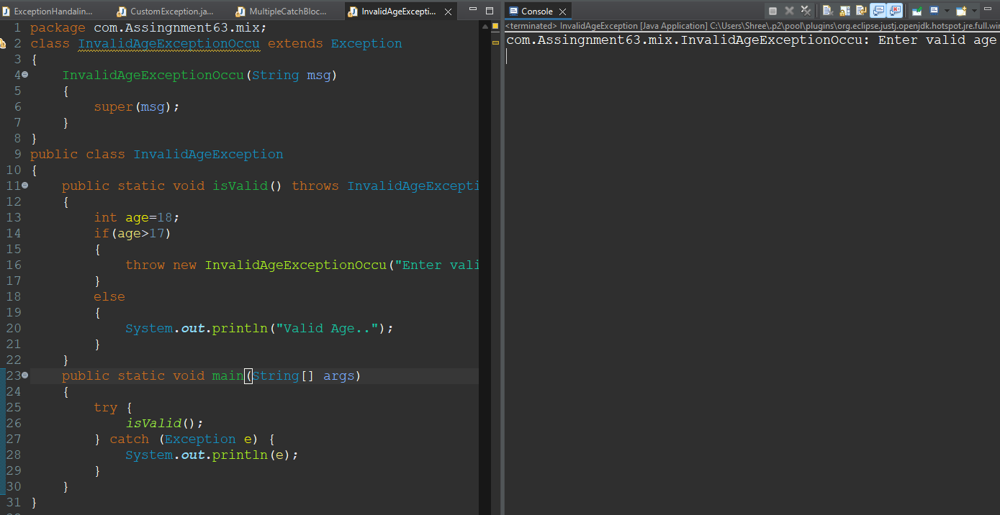 ExceptionHandalin...
CustomException.ja...
MultipleCatchBloc...
InvalidAgeExcepti...
1 package com.Assingnment63.mix;
2 class InvalidAgeExceptionOccu extends Exception
3 {
4 InvalidAgeExceptionOccu(String msg)
5 {
6 super(msg);
7 }
8 }
9 public class InvalidAgeException
10 {
11 public static void isValid() throws InvalidAgeExcepti
12 {
13 int age=18;
14 if(age>17)
15 {
16 throw new InvalidAgeExceptionOccu("Enter vali
17 }
18 else
19 {
20 System.out.println("Valid Age..");
21 }
22 }
23 public static void main(String[] args)
24 {
25 try {
26 isValid();
27 } catch (Exception e) {
28 System.out.println(e);
29 }
30 }
31 }
Console
<terminated> InvalidAgeException [Java Application] C:\Users\Shree\.p2\pool\plugins\org.eclipse.justj.openjdk.hotspot.jre.full.wi
com.Assingnment63.mix.InvalidAgeExceptionOccu: Enter valid age